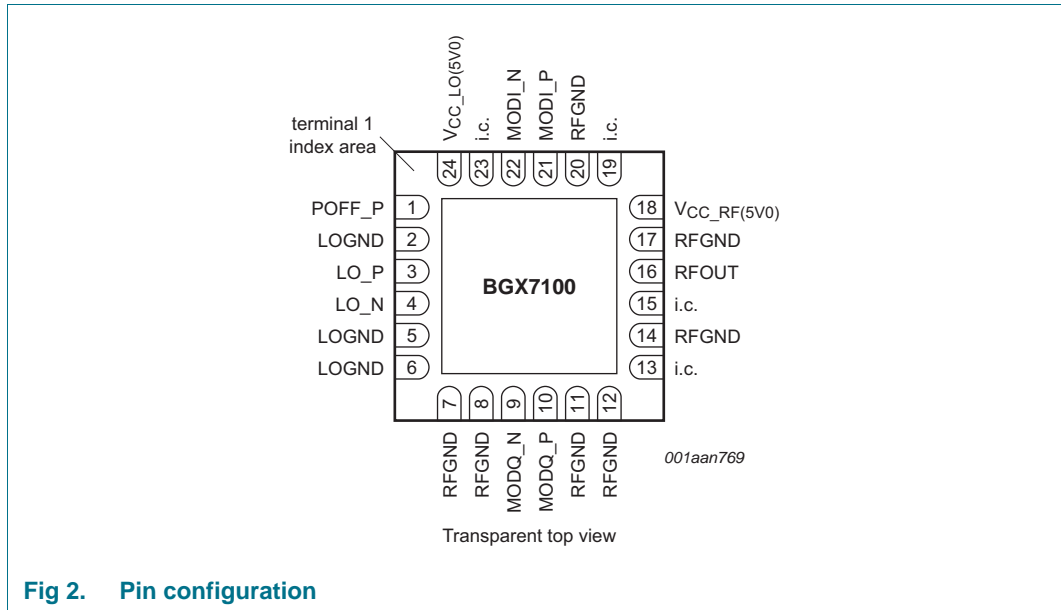 VCC_LO(5V0)
i.c.
MODI_N
MODI_P
RFGND
i.c.
terminal 1
index area
24 23 22 21 20 19
POFF_P 1
LOGND 2
LO_P 3
LO_N 4
LOGND 5
LOGND 6
BGX7100
18 VCC_RF(5V0)
17 RFGND
16 RFOUT
15 i.c.
14 RFGND
13 i.c.
7 8 9 10 11 12
RFGND
RFGND
MODQ_N
MODQ_P
RFGND
RFGND
001aan769
Transparent top view
Fig 2. Pin configuration